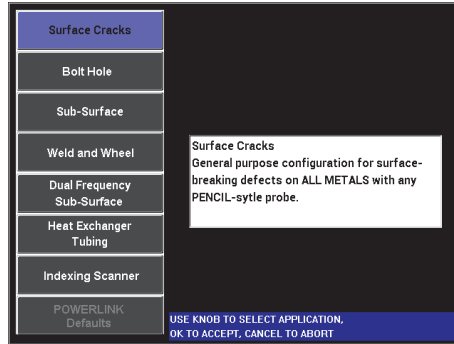 Surface Cracks
Bolt Hole
Sub-Surface
Weld and Wheel
Dual Frequency
Sub-Surface
Heat Exchanger
Tubing
Indexing Scanner
POWERLINK
Defaults
Surface Cracks
General purpose configuration for surface-
breaking defects on ALL METALS with any
PENCIL-sytle probe.
USE KNOB TO SELECT APPLICATION,
OK TO ACCEPT, CANCEL TO ABORT